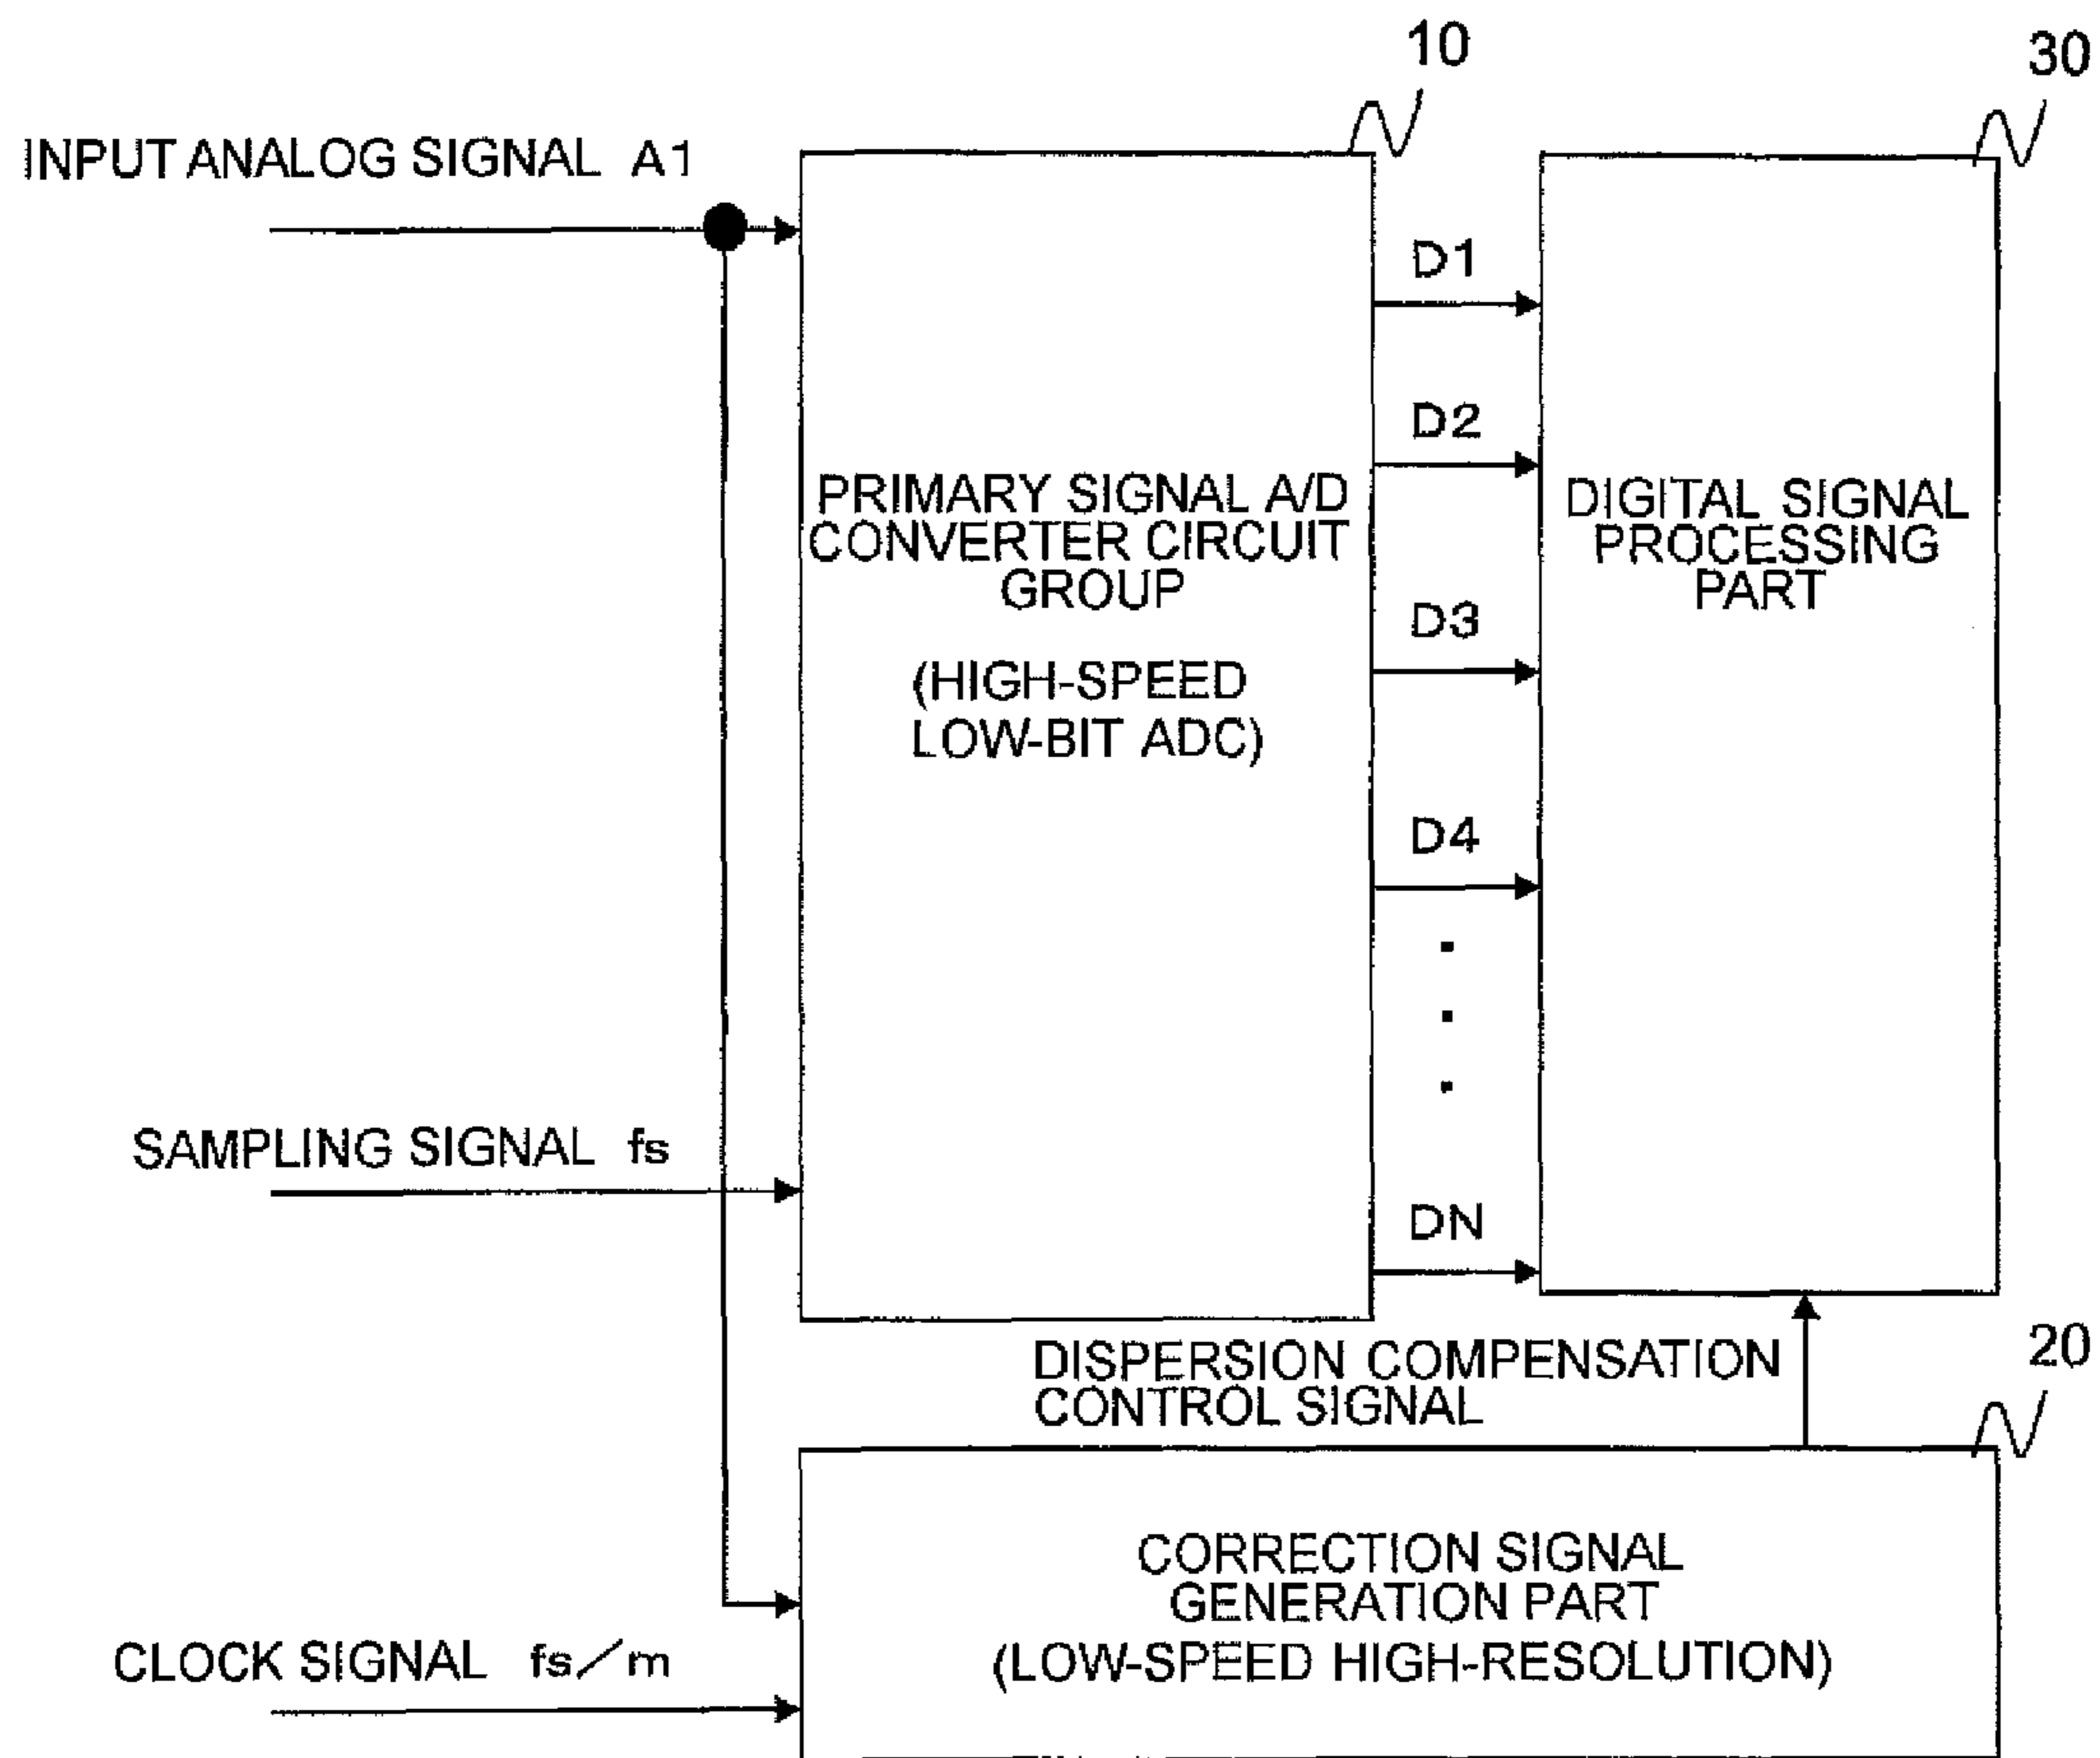 10
30
INPUT ANALOG SIGNAL A1
D1
D2
PRIMARY SIGNAL A/D
CONVERTER CIRCUIT
GROUP
(HIGH-SPEED
LOW-BIT ADC)
DIGITAL SIGNAL
PROCESSING
PART
D3
D4
SAMPLING SIGNAL fs
DN
DISPERSION COMPENSATION
CONTROL SIGNAL
20
CORRECTION SIGNAL
GENERATION PART
(LOW-SPEED HIGH-RESOLUTION)
CLOCK SIGNAL fs/m